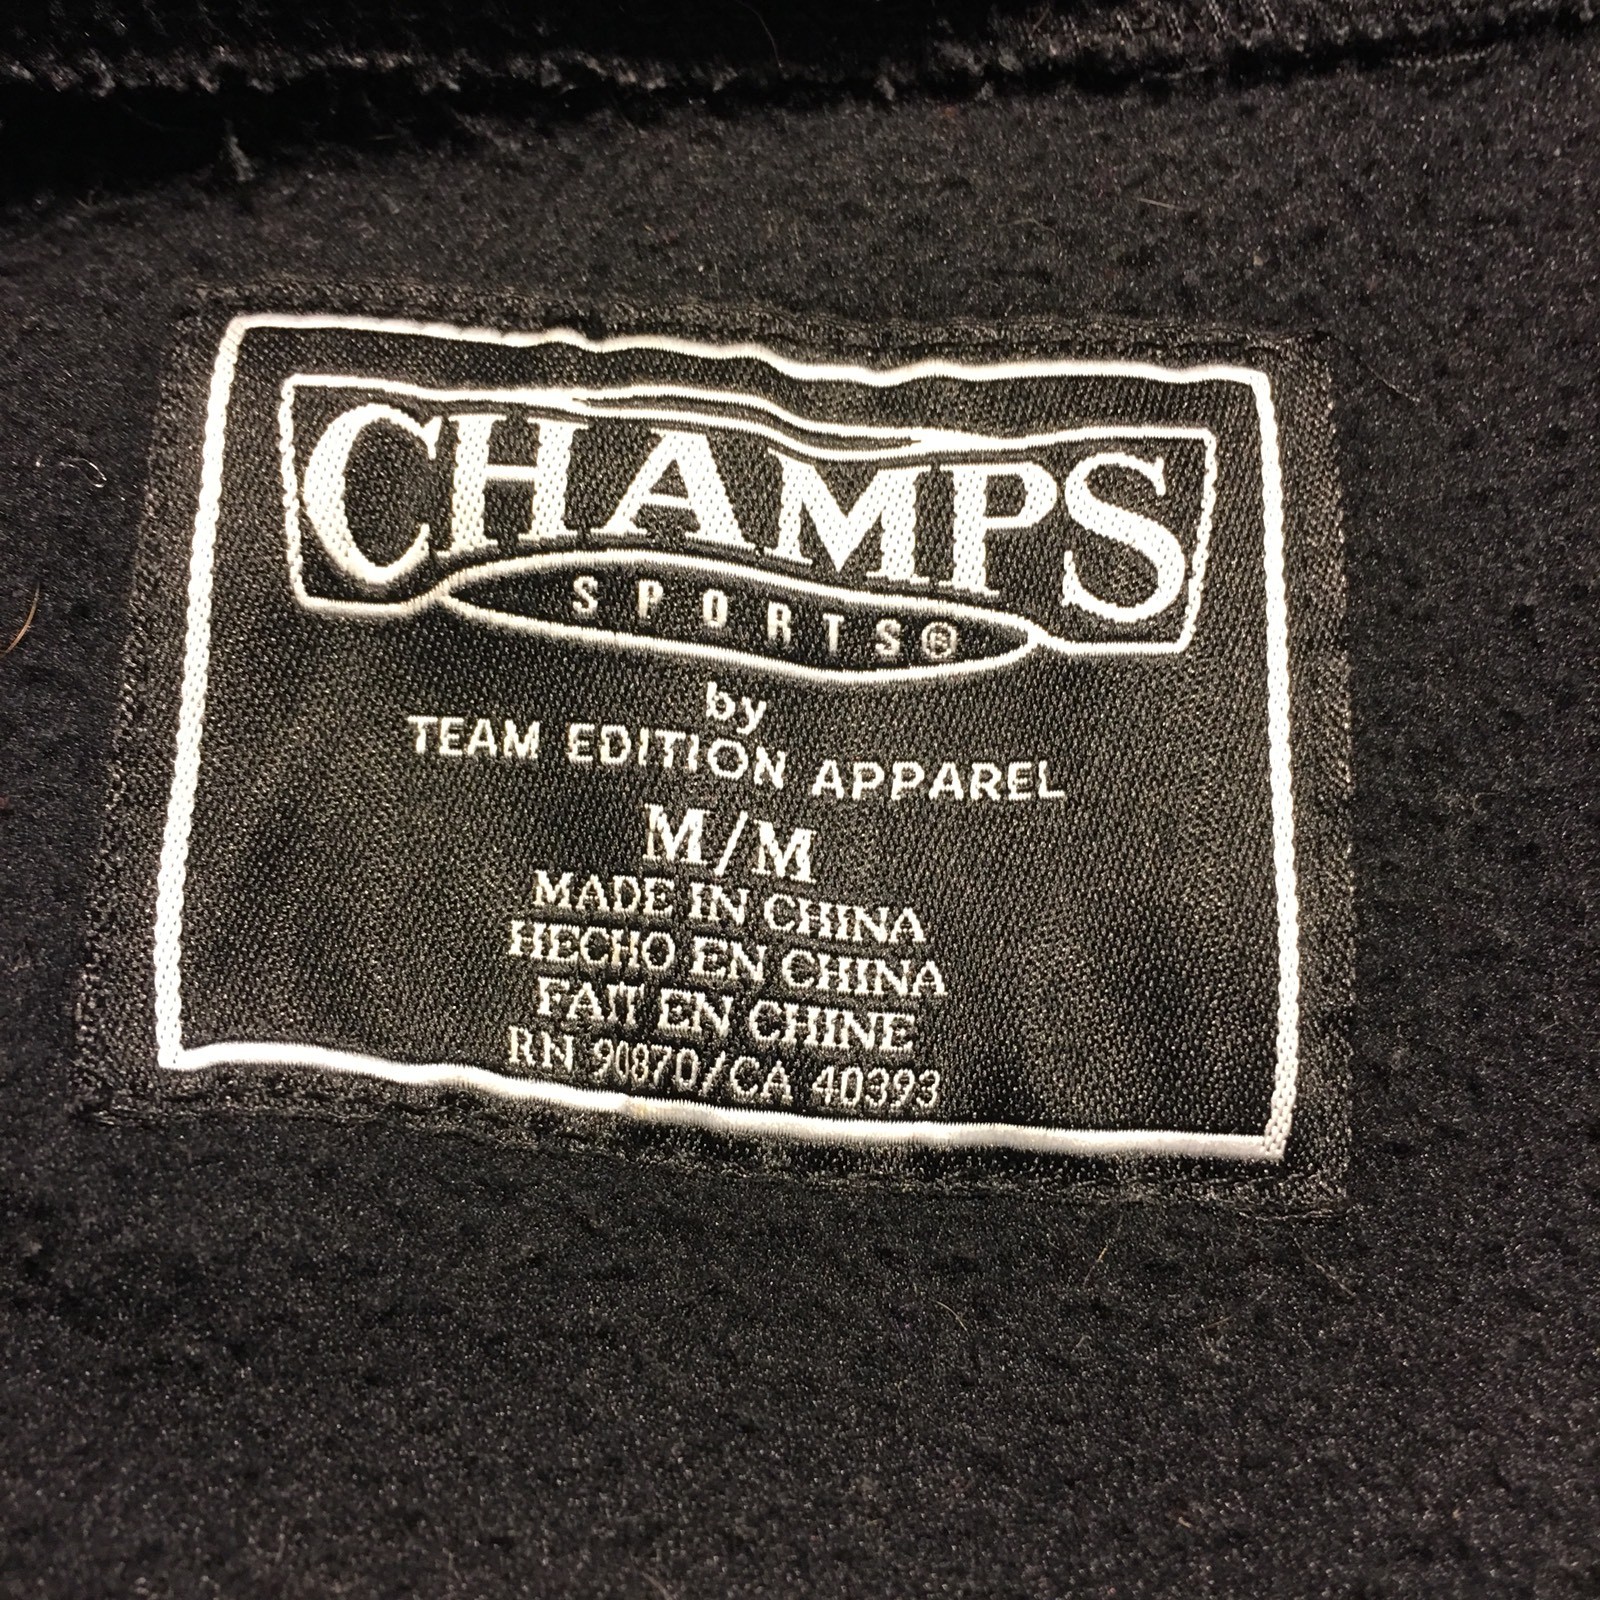 CHAMPS
SPORTS®
by
TEAM EDITION APPAREL
M/M
MADE IN CHINA
HECHO EN CHINA
FAIT EN CHINE
RN 90870/CA 40393